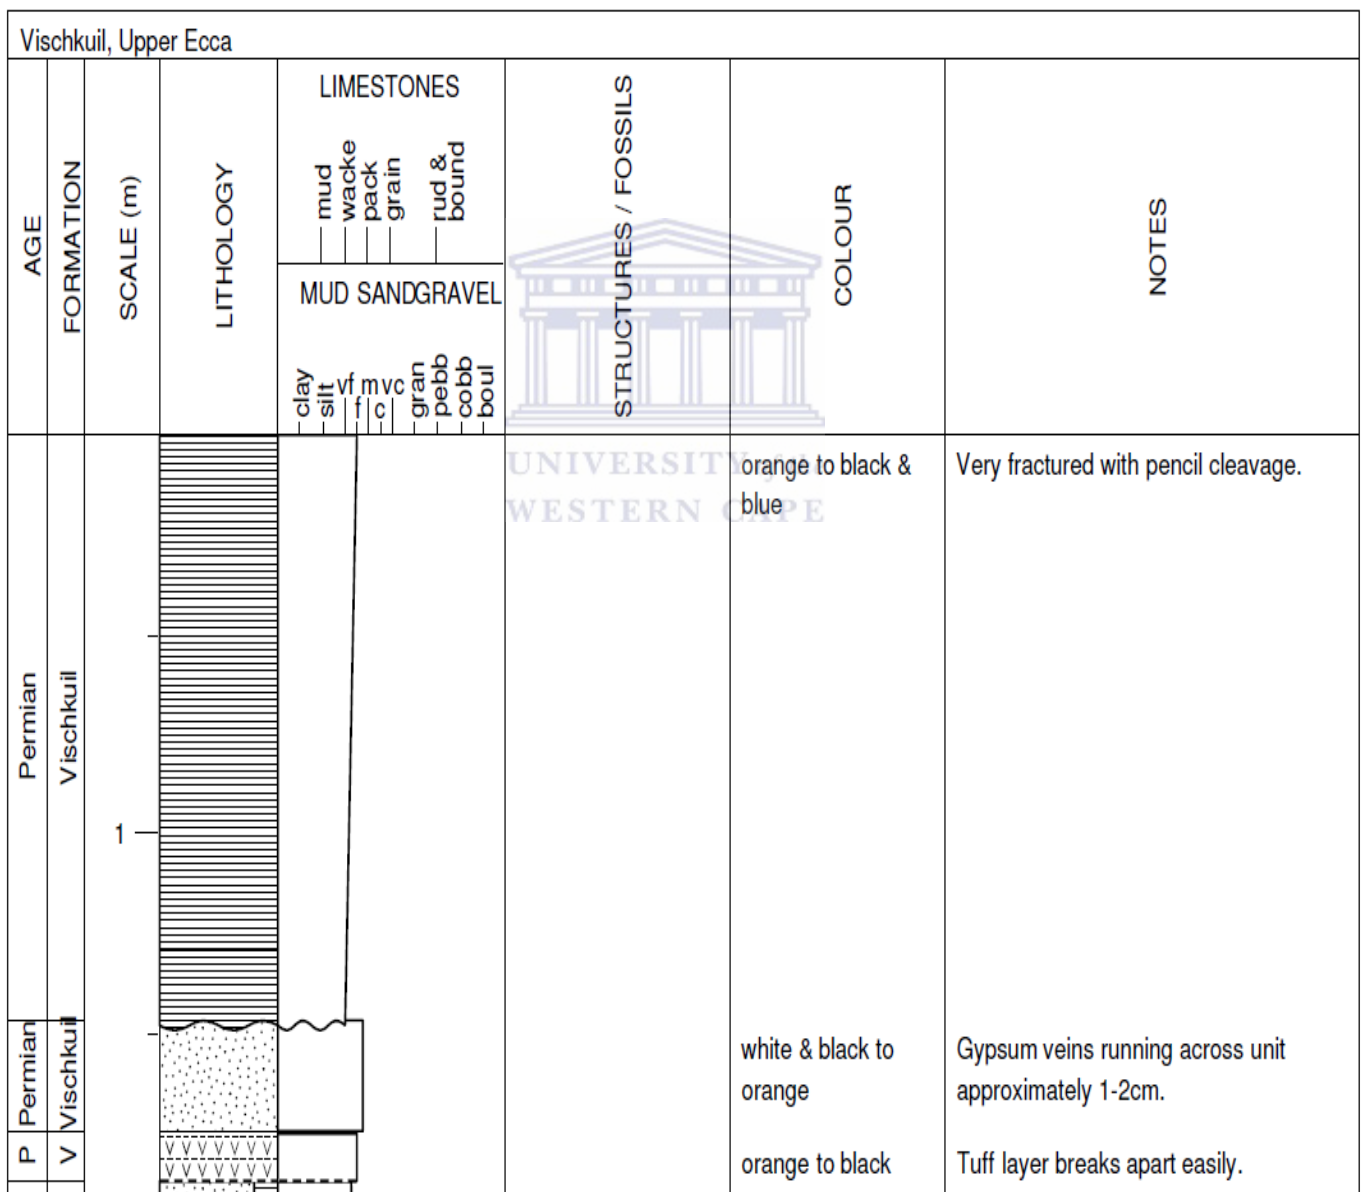 Vischkuil, Upper Ecca
AGE
FORMATION
SCALE (m)
LITHOLOGY
LIMESTONES
mud
wacke
pack
grain
rud &
bound
MUD SANDGRAVEL
clay
silt
vf
f
m
c
vc
gran
pebb
cobb
boul
STRUCTURES / FOSSILS
COLOUR
NOTES
UNIVERSITY of the
WESTERN CAPE
Permian
Vischkuil
1
orange to black &
blue
Very fractured with pencil cleavage.
Permian
Vischkuil
white & black to
orange
Gypsum veins running across unit
approximately 1-2cm.
P
V
orange to black
Tuff layer breaks apart easily.